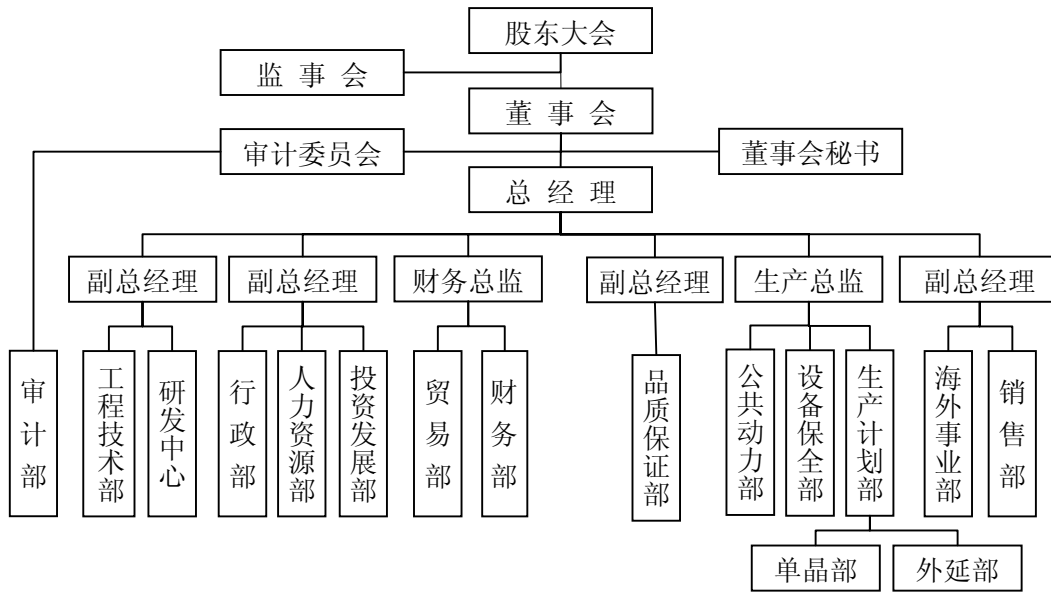 股东大会
监 事 会
董 事 会
审计委员会
董事会秘书
总 经 理
副总经理
副总经理
财务总监
副总经理
生产总监
副总经理
审计部
工程技术部
研发中心
行政部
人力资源部
投资发展部
贸易部
财务部
品质保证部
公共动力部
设备保全部
生产计划部
海外事业部
销售部
单晶部
外延部